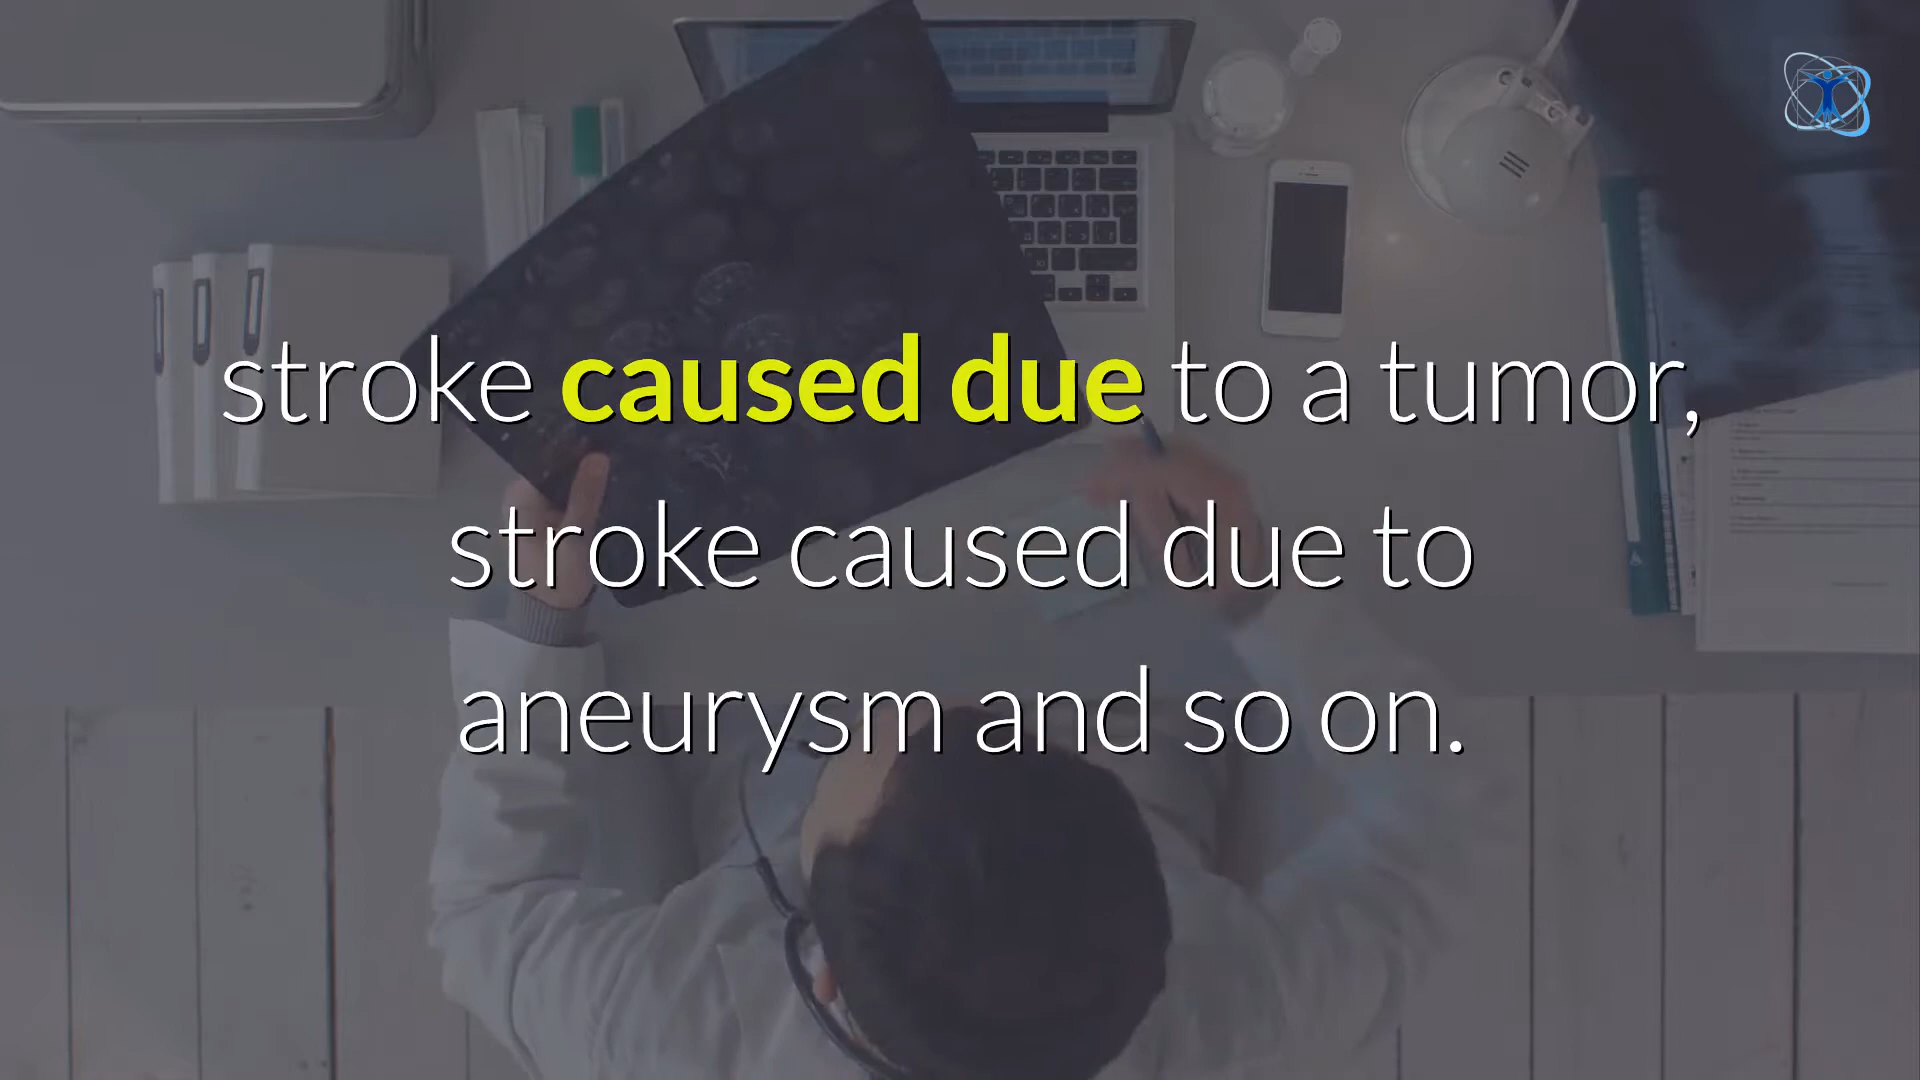 stroke caused due to a tumor,
stroke caused due to
aneurysm and so on.